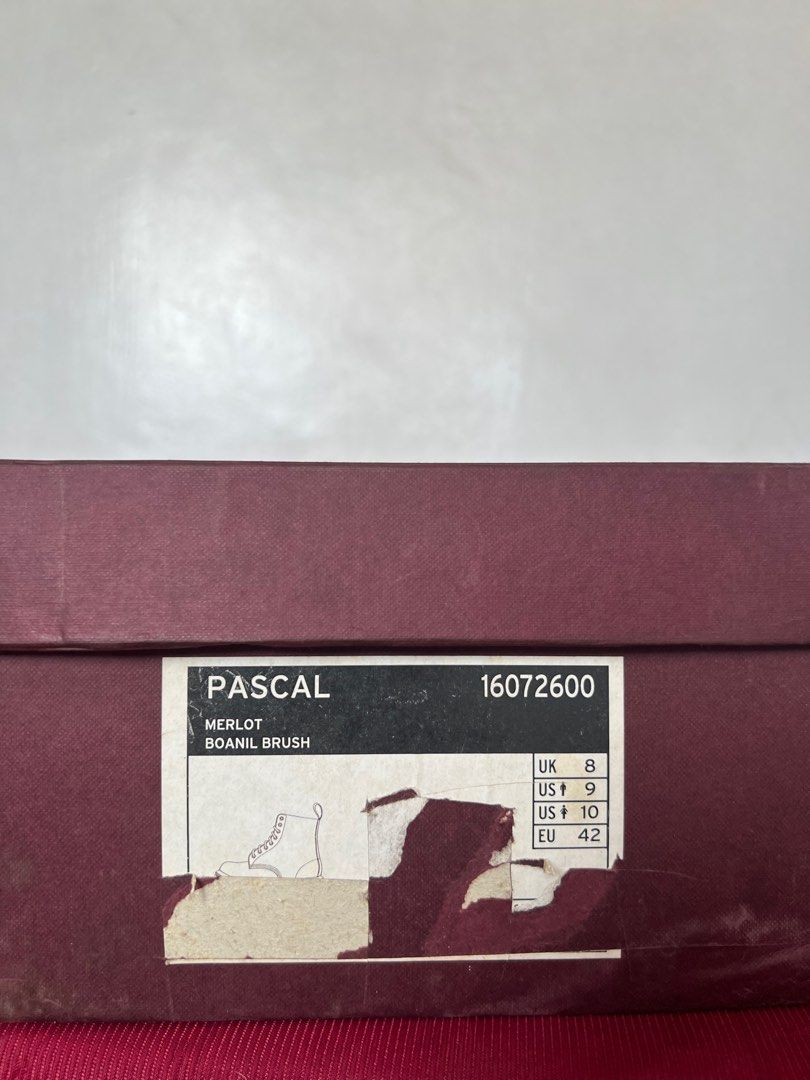 PASCAL 16072600
MERLOT
BOANIL BRUSH
UK 8
US 9
US 10
EU 42